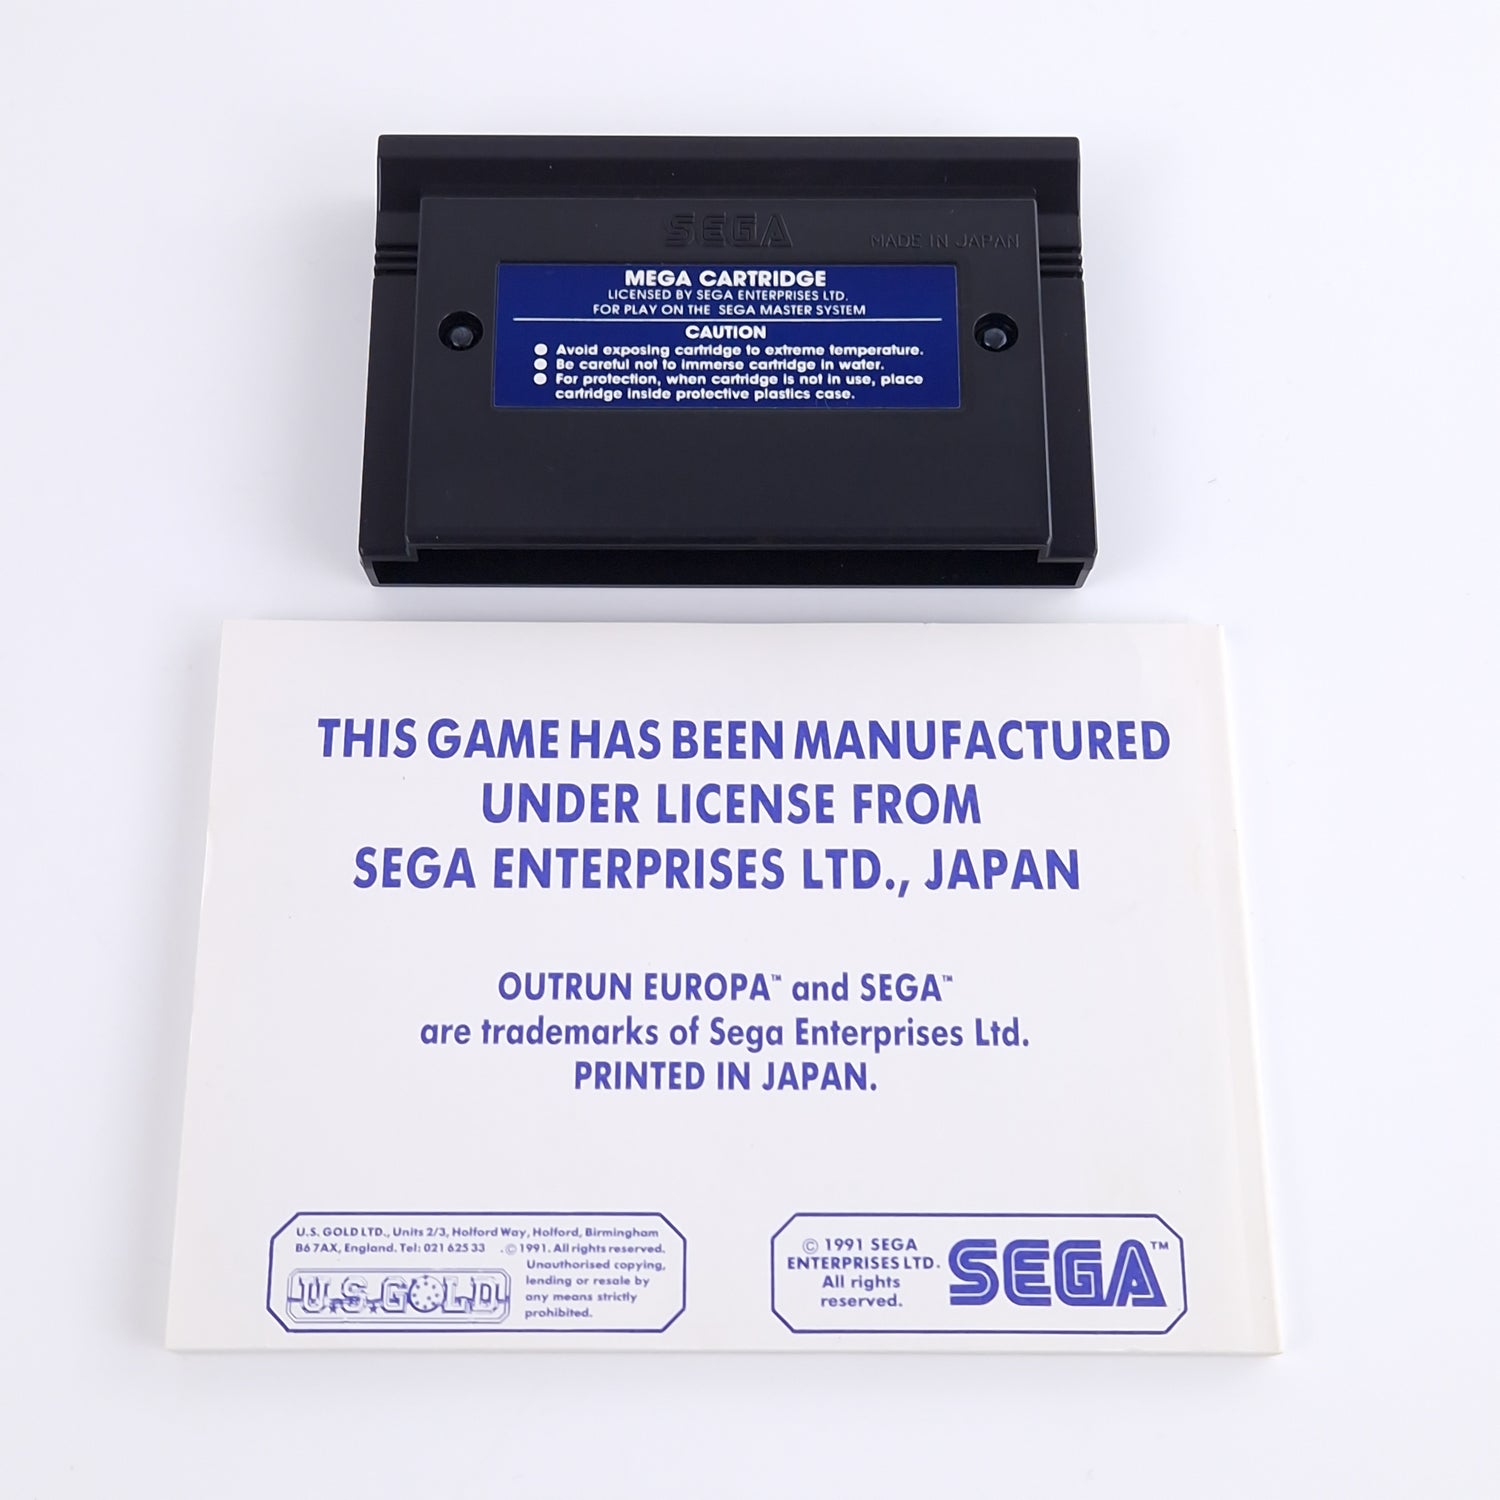 SEGA
MADE IN JAPAN
MEGA CARTRIDGE
LICENSED BY SEGA ENTERPRISES LTD.
FOR PLAY ON THE SEGA MASTER SYSTEM
CAUTION
● Avoid exposing cartridge to extreme temperature.
● Be careful not to immerse cartridge in water.
● For protection, when cartridge is not in use, place
cartridge inside protective plastics case.
THIS GAME HAS BEEN MANUFACTURED
UNDER LICENSE FROM
SEGA ENTERPRISES LTD., JAPAN
OUTRUN EUROPA™ and SEGA™
are trademarks of Sega Enterprises Ltd.
PRINTED IN JAPAN.
U.S. GOLD LTD., Units 2/3, Holford Way, Holford, Birmingham
B6 7AX, England. Tel: 021 625 33 . © 1991. All rights reserved.
Unauthorised copying,
lending or resale by
any means strictly
prohibited.
U.S. GOLD
© 1991 SEGA
ENTERPRISES LTD.
All rights
reserved.
SEGA™